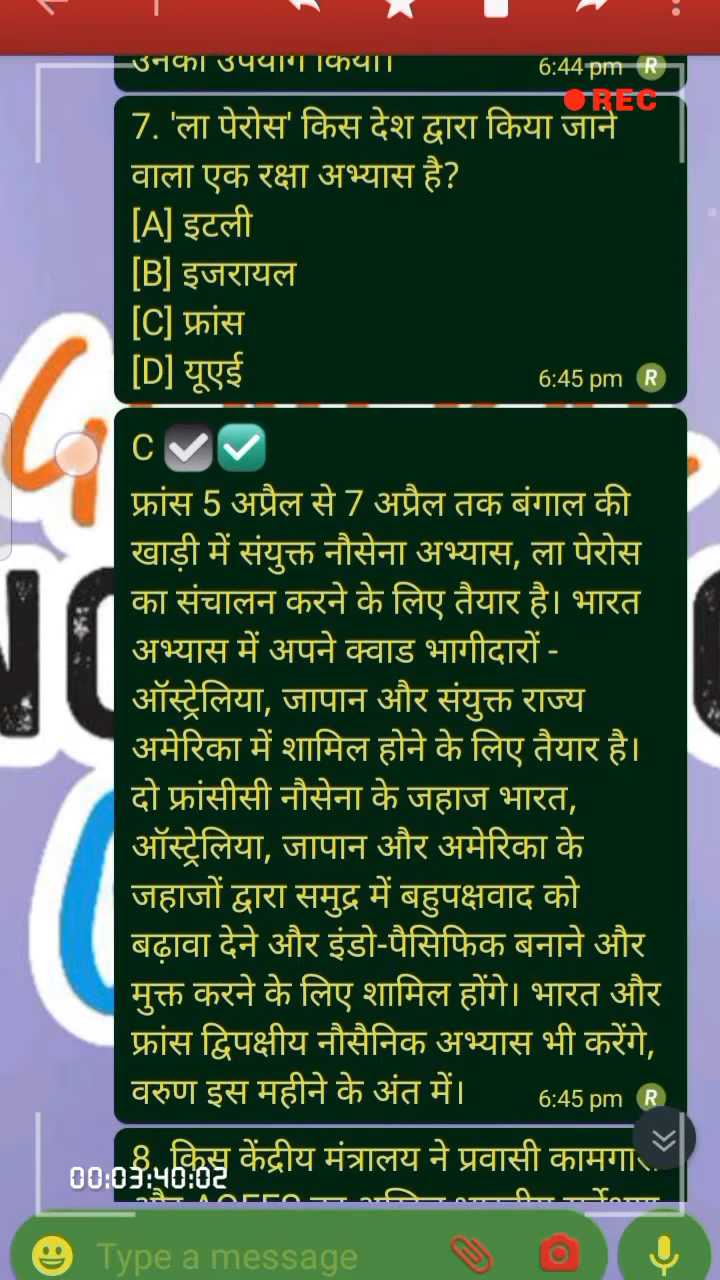 उनका उपयोग किया।
6:44 pm R
REC
7. 'ला पेरोस' किस देश द्वारा किया जाने
वाला एक रक्षा अभ्यास है?
[A] इटली
[B] इजरायल
[C] फ्रांस
[D] यूएई
6:45 pm R
C
फ्रांस 5 अप्रैल से 7 अप्रैल तक बंगाल की
खाड़ी में संयुक्त नौसेना अभ्यास, ला पेरोस
का संचालन करने के लिए तैयार है। भारत
अभ्यास में अपने क्वाड भागीदारों -
ऑस्ट्रेलिया, जापान और संयुक्त राज्य
अमेरिका में शामिल होने के लिए तैयार है।
दो फ्रांसीसी नौसेना के जहाज भारत,
ऑस्ट्रेलिया, जापान और अमेरिका के
जहाजों द्वारा समुद्र में बहुपक्षवाद को
बढ़ावा देने और इंडो-पैसिफिक बनाने और
मुक्त करने के लिए शामिल होंगे। भारत और
फ्रांस द्विपक्षीय नौसैनिक अभ्यास भी करेंगे,
वरुण इस महीने के अंत में।
6:45 pm R
8. किस केंद्रीय मंत्रालय ने प्रवासी कामगारों
00:03:40:02
Type a message